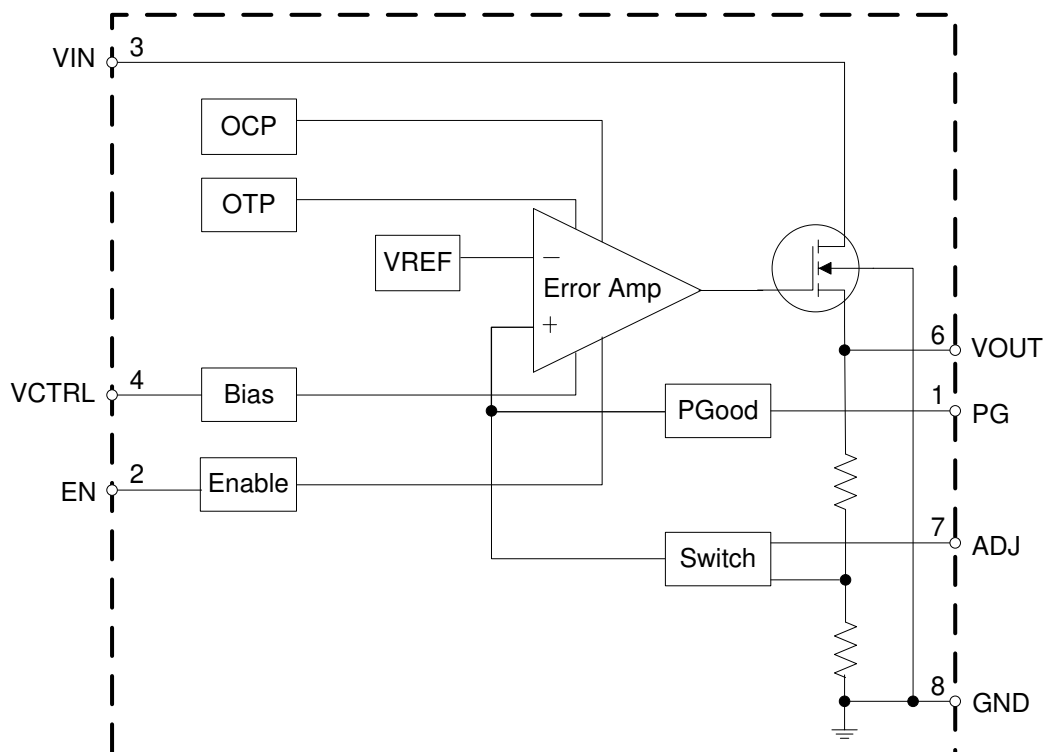 VIN 3
OCP
OTP
VREF
−
Error Amp
+
6 VOUT
VCTRL 4
Bias
PGood
1 PG
EN 2
Enable
7 ADJ
Switch
8 GND